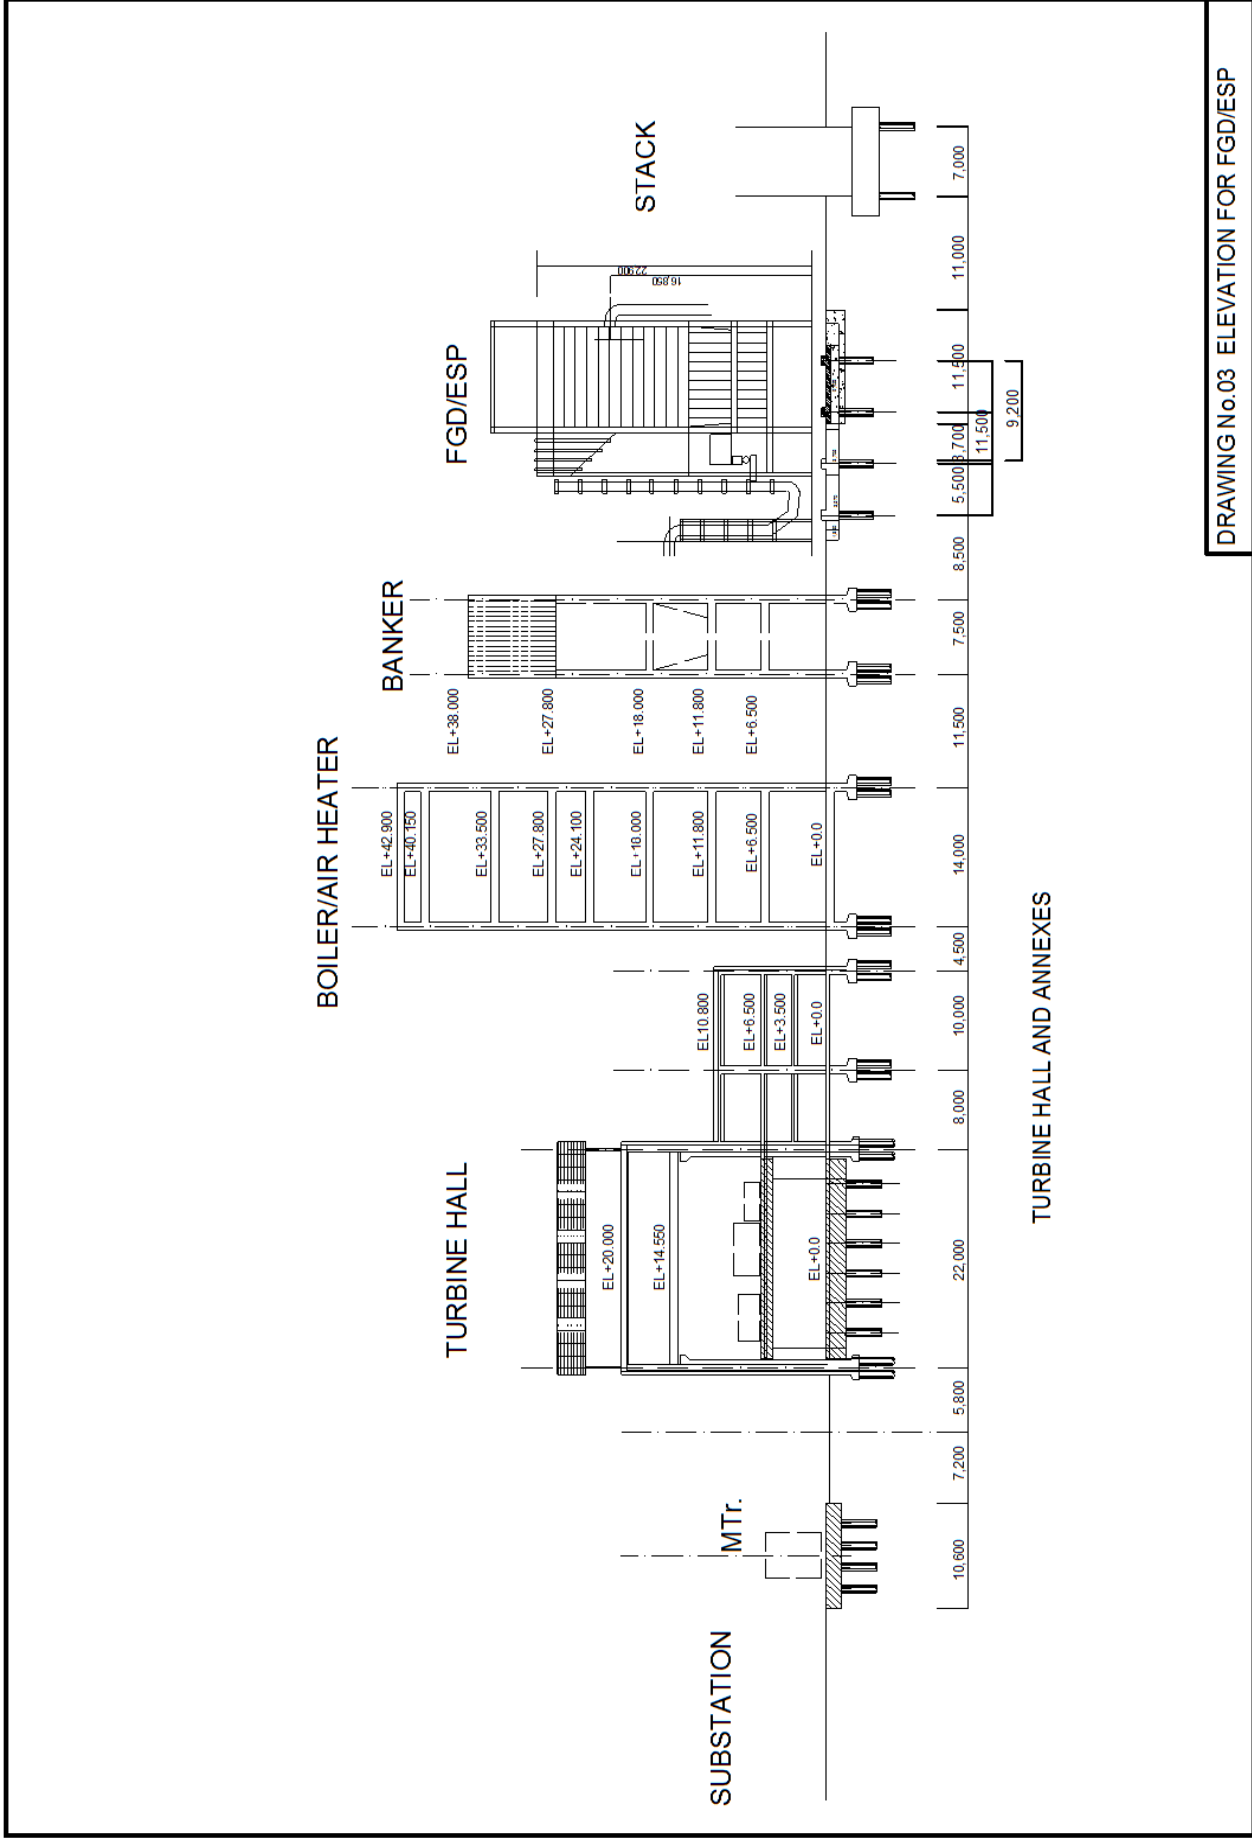 SUBSTATION
MTr.
TURBINE HALL
BOILER/AIR HEATER
BANKER
FGD/ESP
STACK
EL+20.000
EL+14.550
EL+0.0
EL10.800
EL+6.500
EL+3.500
EL+0.0
EL+42.900
EL+40.150
EL+33.500
EL+27.800
EL+24.100
EL+18.000
EL+11.800
EL+6.500
EL+0.0
EL+38.000
EL+27.800
EL+18.000
EL+11.800
EL+6.500
22,900
16,850
10,600
7,200
5,800
22,000
8,000
10,000
4,500
14,000
11,500
7,500
8,500
5,500
3,700
11,500
11,000
7,000
11,500
9,200
TURBINE HALL AND ANNEXES
DRAWING No.03 ELEVATION FOR FGD/ESP